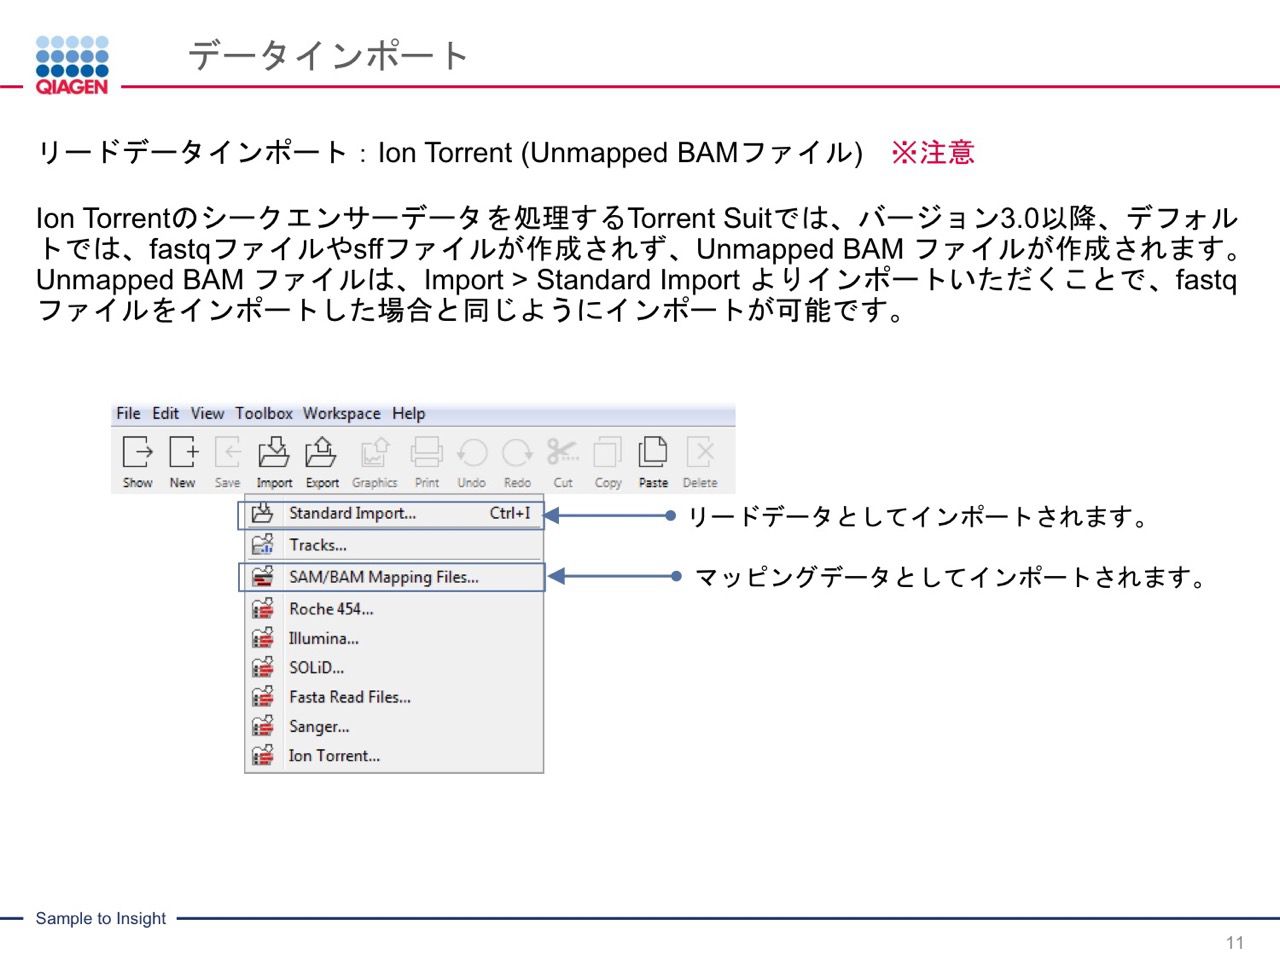 データインポート
QIAGEN
リードデータインポート：Ion Torrent (Unmapped BAMファイル)　※注意
Ion Torrentのシークエンサーデータを処理するTorrent Suitでは、バージョン3.0以降、デフォル
トでは、fastqファイルやsffファイルが作成されず、Unmapped BAM ファイルが作成されます。
Unmapped BAM ファイルは、Import > Standard Import よりインポートいただくことで、fastq
ファイルをインポートした場合と同じようにインポートが可能です。
File Edit View Toolbox Workspace Help
Show New Save Import Export Graphics Print Undo Redo Cut Copy Paste Delete
Standard Import... Ctrl+I
リードデータとしてインポートされます。
Tracks...
SAM/BAM Mapping Files...
マッピングデータとしてインポートされます。
Roche 454...
Illumina...
SOLiD...
Fasta Read Files...
Sanger...
Ion Torrent...
Sample to Insight
11